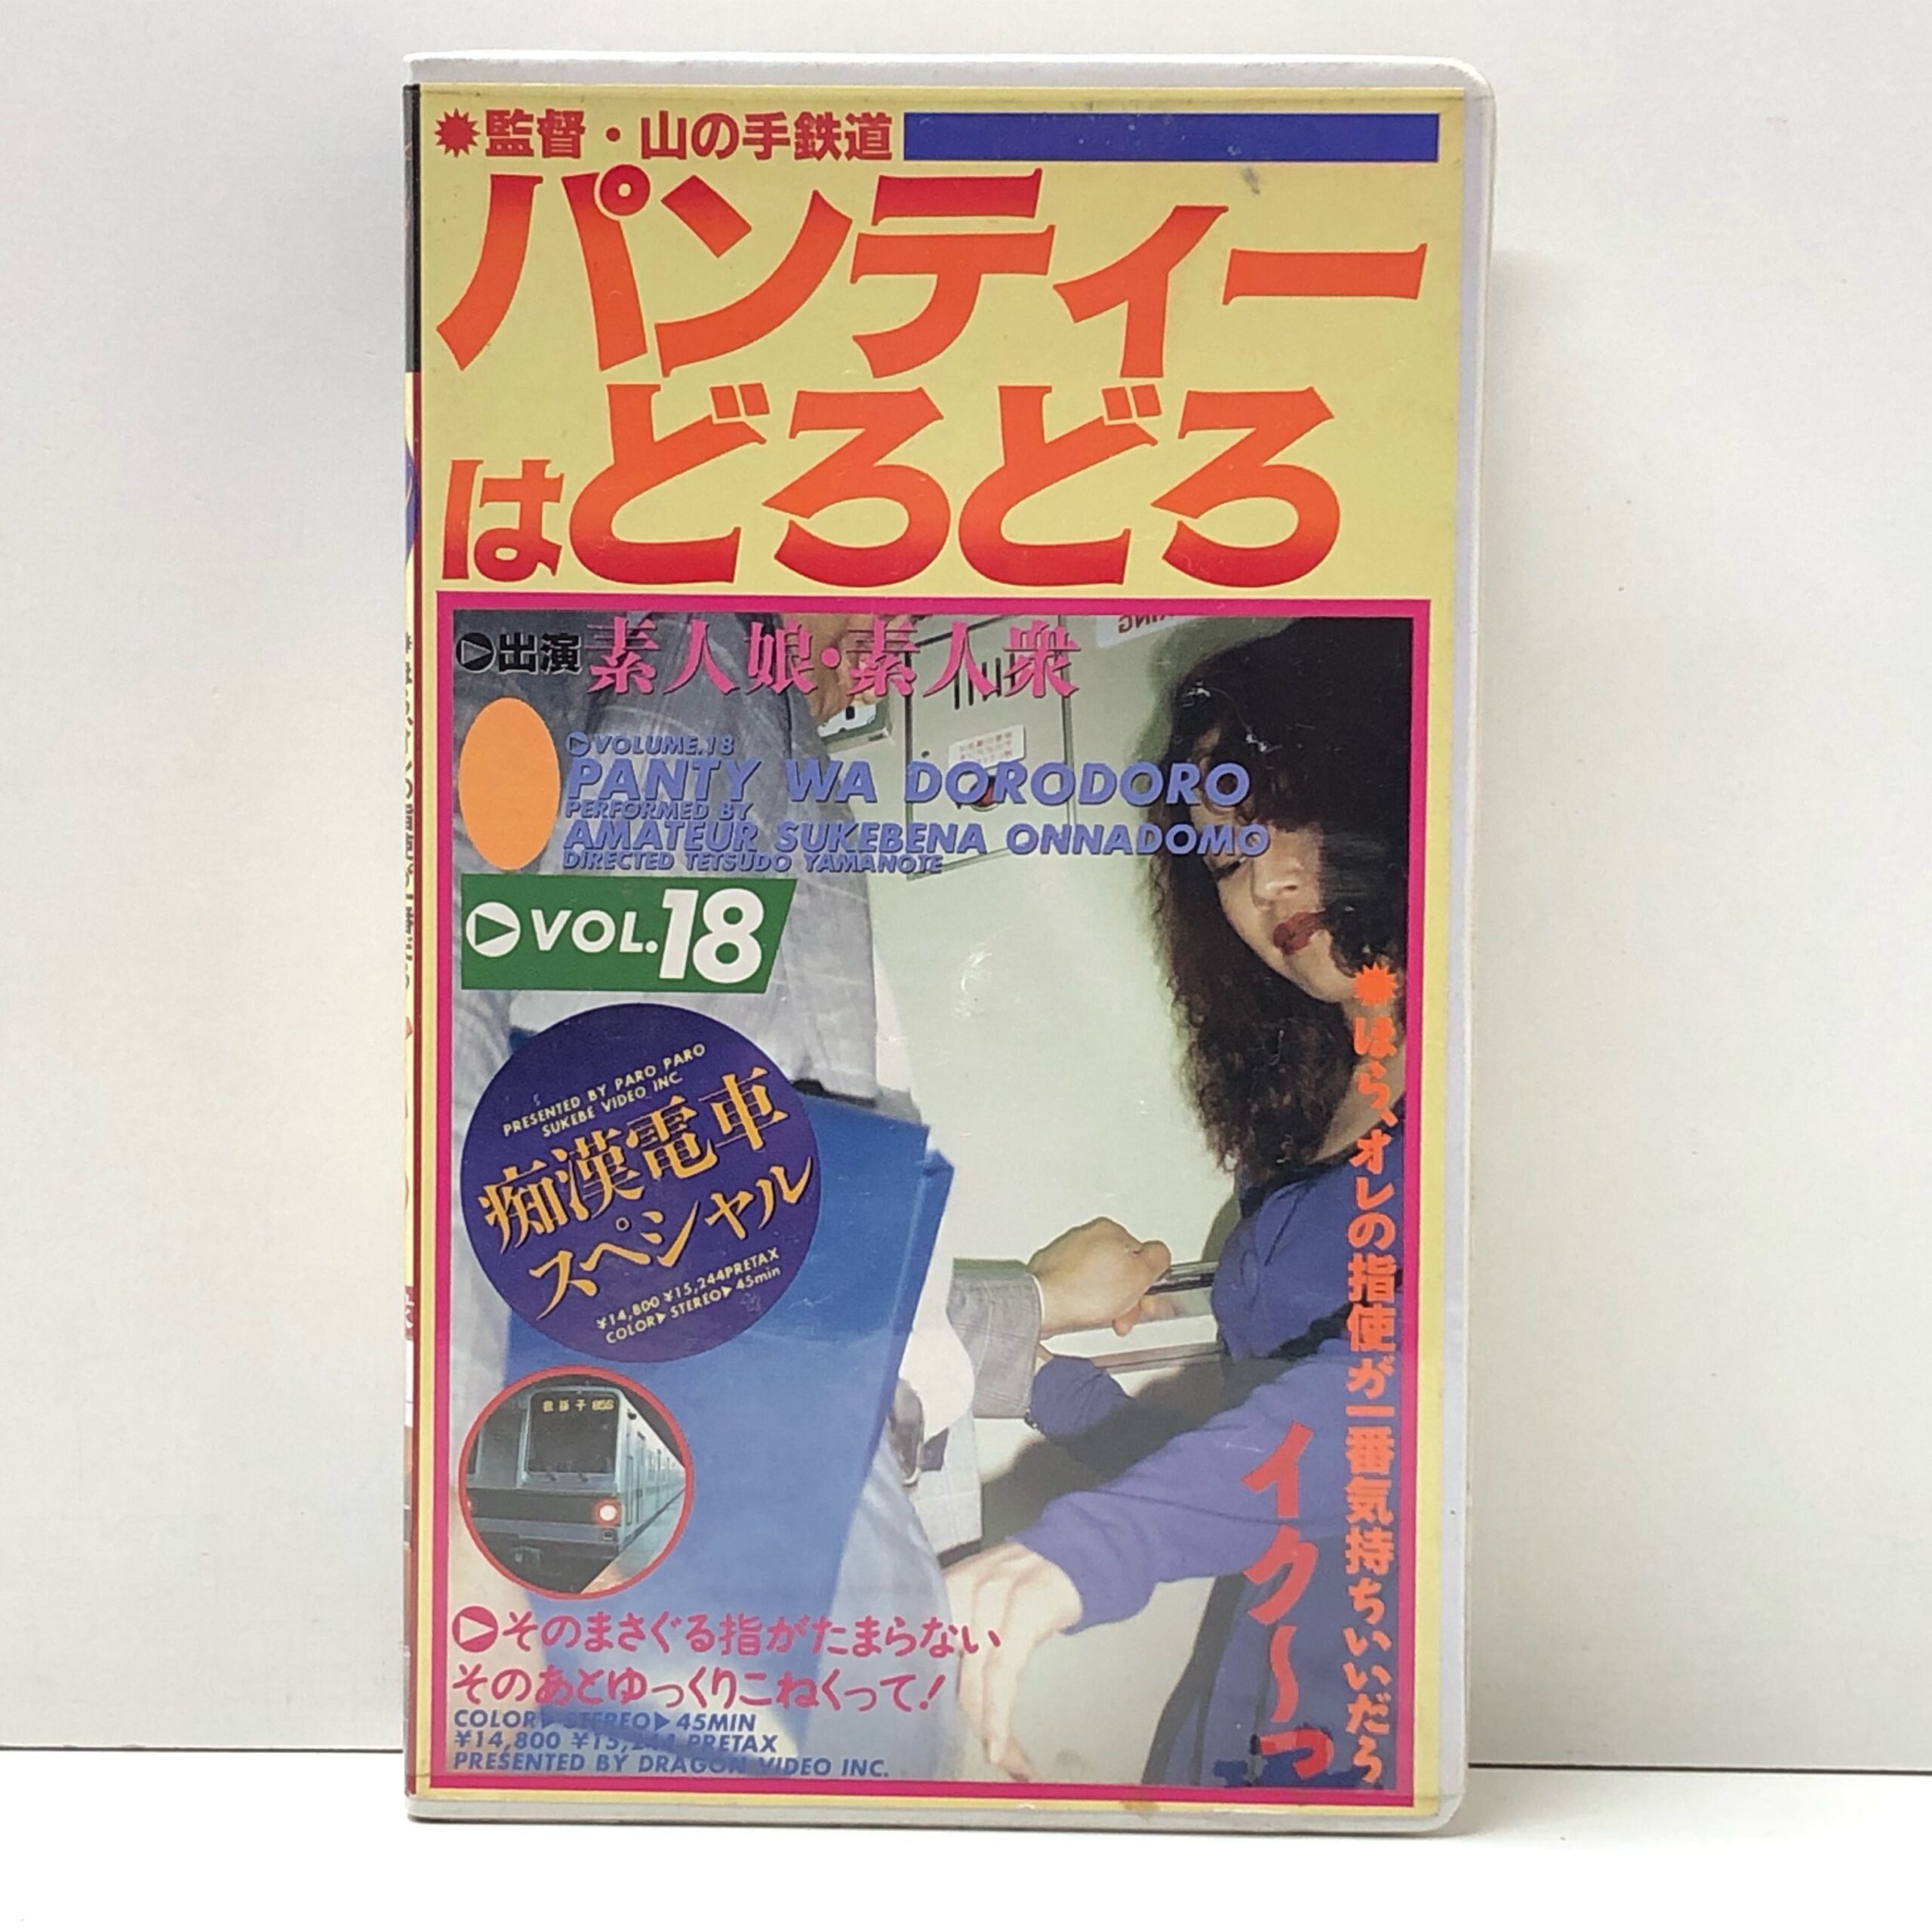 監督・山の手鉄道
パンティー
はどろどろ
出演 素人娘・素人衆
VOLUME.18
PANTY WA DORODORO
PERFORMED BY
AMATEUR SUKEBENA ONNADOMO
DIRECTED TETSUDO YAMANOTE
VOL.18
PRESENTED BY PARO PARO
SUKEBE VIDEO INC.
痴漢電車
スペシャル
¥14,800 ¥15,244PRETAX
COLOR▶STEREO▶45min
我孫子
ほら、オレの指使が一番気持ちいいだろ
イク〜っ
そのまさぐる指がたまらない
そのあとゆっくりこねくって!
COLOR▶STEREO▶45MIN
¥14,800 ¥15,244 PRETAX
PRESENTED BY DRAGON VIDEO INC.